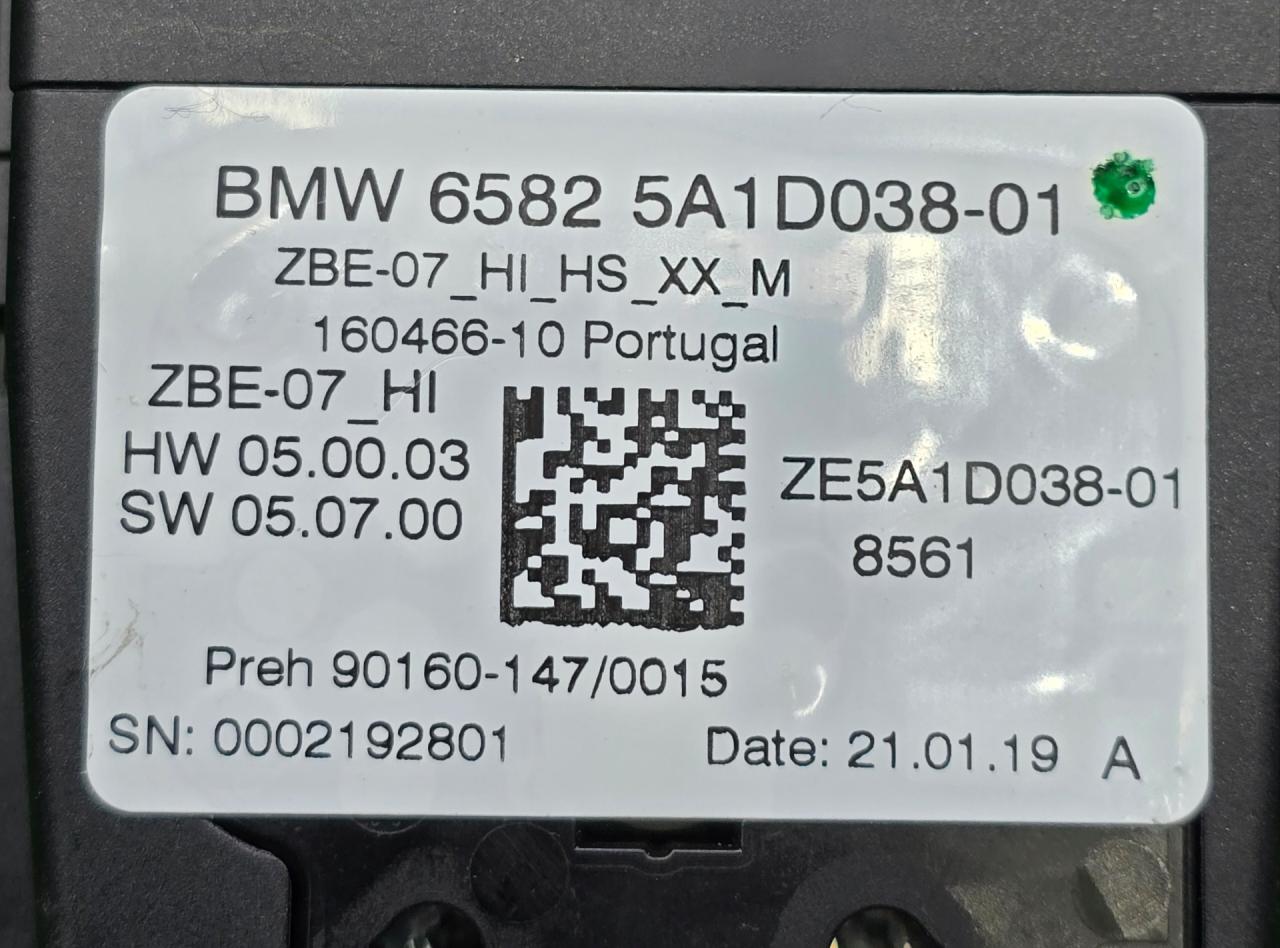 BMW 6582 5A1D038-01
ZBE-07_HI_HS_XX_M
160466-10 Portugal
ZBE-07_HI
HW 05.00.03
SW 05.07.00
ZE5A1D038-01
8561
Preh 90160-147/0015
SN: 0002192801
Date: 21.01.19 A